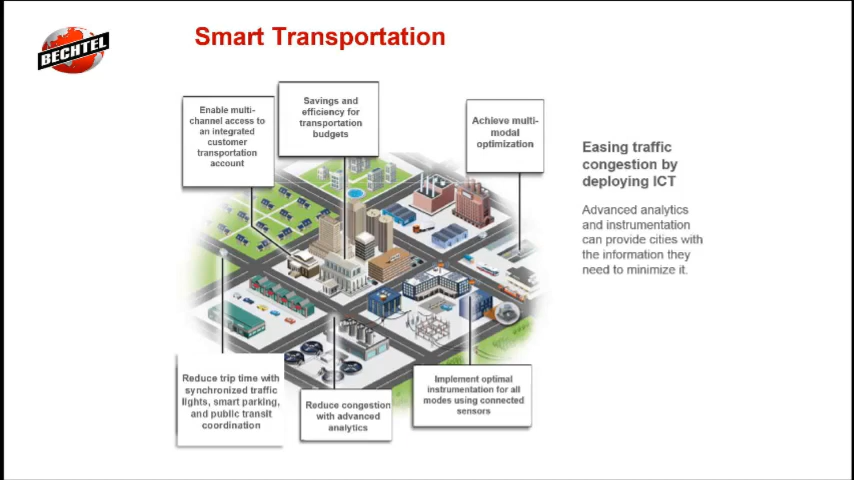 BECHTEL
Smart Transportation
Enable multi-
channel access to
an integrated
customer
transportation
account
Savings and
efficiency for
transportation
budgets
Achieve multi-
modal
optimization
Easing traffic
congestion by
deploying ICT
Advanced analytics
and instrumentation
can provide cities with
the information they
need to minimize it.
Reduce trip time with
synchronized traffic
lights, smart parking,
and public transit
coordination
Reduce congestion
with advanced
analytics
Implement optimal
instrumentation for all
modes using connected
sensors